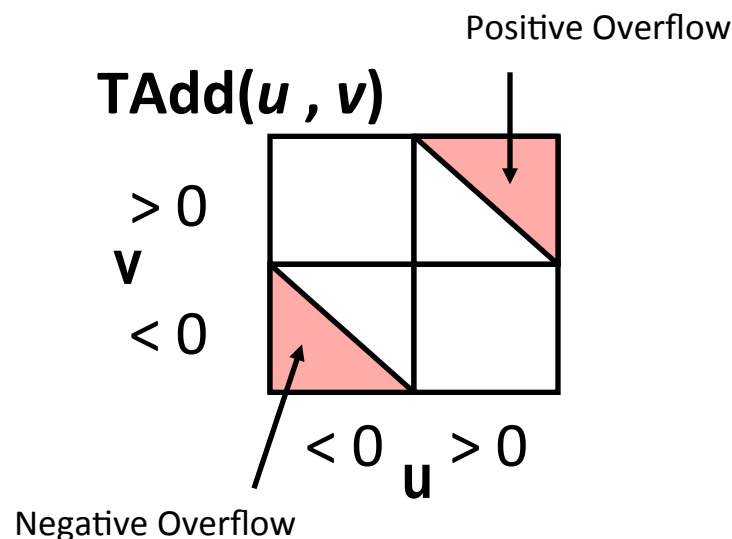 Positive Overflow
TAdd(u , v)
> 0
v
< 0
< 0 u > 0
Negative Overflow